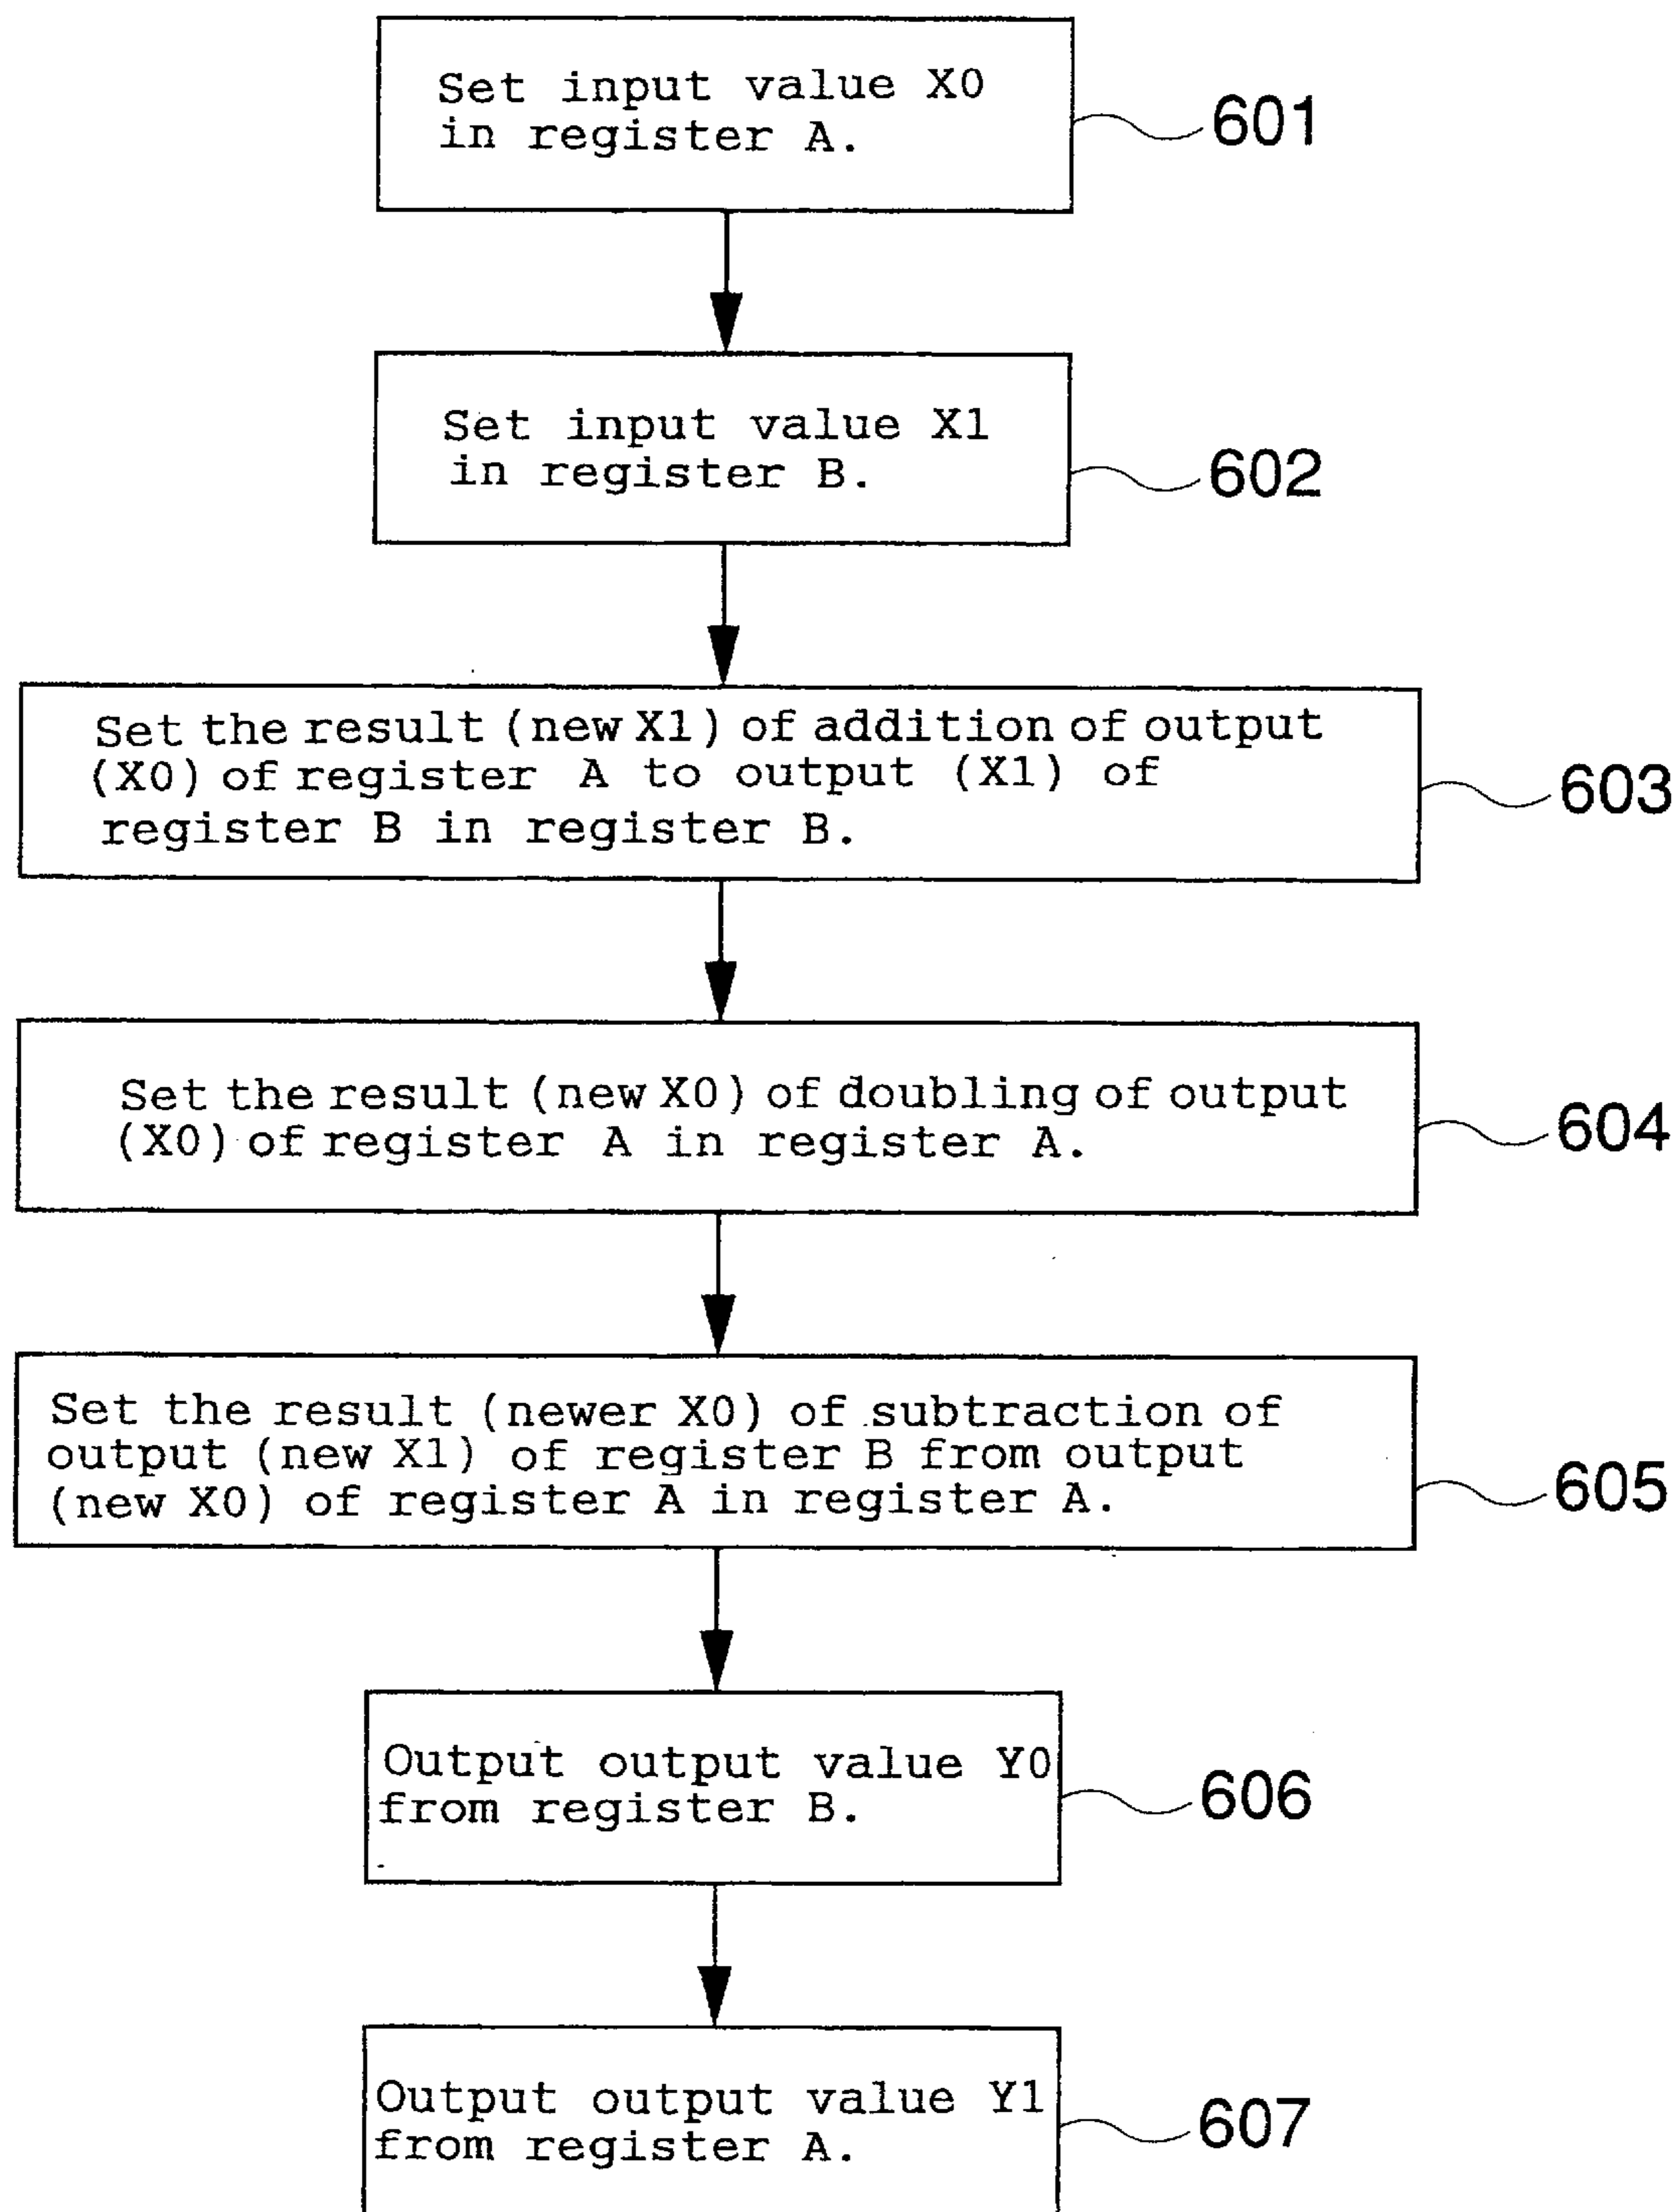 Set input value X0
in register A.
601
Set input value X1
in register B.
602
Set the result (new X1) of addition of output
(X0) of register A to output (X1) of
register B in register B.
603
Set the result (new X0) of doubling of output
(X0) of register A in register A.
604
Set the result (newer X0) of subtraction of
output (new X1) of register B from output
(new X0) of register A in register A.
605
Output output value Y0
from register B.
606
Output output value Y1
from register A.
607